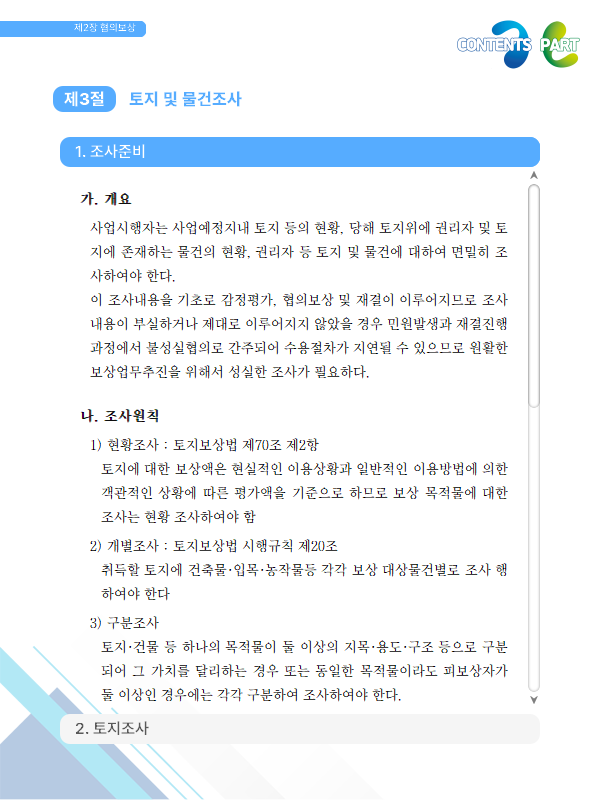 제2장 협의보상
CONTENTS PART
제3절 토지 및 물건조사
1. 조사준비
가. 개요
사업시행자는 사업예정지내 토지 등의 현황, 당해 토지위에 권리자 및 토
지에 존재하는 물건의 현황, 권리자 등 토지 및 물건에 대하여 면밀히 조
사하여야 한다.
이 조사내용을 기초로 감정평가, 협의보상 및 재결이 이루어지므로 조사
내용이 부실하거나 제대로 이루어지지 않았을 경우 민원발생과 재결진행
과정에서 불성실협의로 간주되어 수용절차가 지연될 수 있으므로 원활한
보상업무추진을 위해서 성실한 조사가 필요하다.
나. 조사원칙
1) 현황조사 : 토지보상법 제70조 제2항
토지에 대한 보상액은 현실적인 이용상황과 일반적인 이용방법에 의한
객관적인 상황에 따른 평가액을 기준으로 하므로 보상 목적물에 대한
조사는 현황 조사하여야 함
2) 개별조사 : 토지보상법 시행규칙 제20조
취득할 토지에 건축물·입목·농작물등 각각 보상 대상물건별로 조사 행
하여야 한다
3) 구분조사
토지·건물 등 하나의 목적물이 둘 이상의 지목·용도·구조 등으로 구분
되어 그 가치를 달리하는 경우 또는 동일한 목적물이라도 피보상자가
둘 이상인 경우에는 각각 구분하여 조사하여야 한다.
2. 토지조사